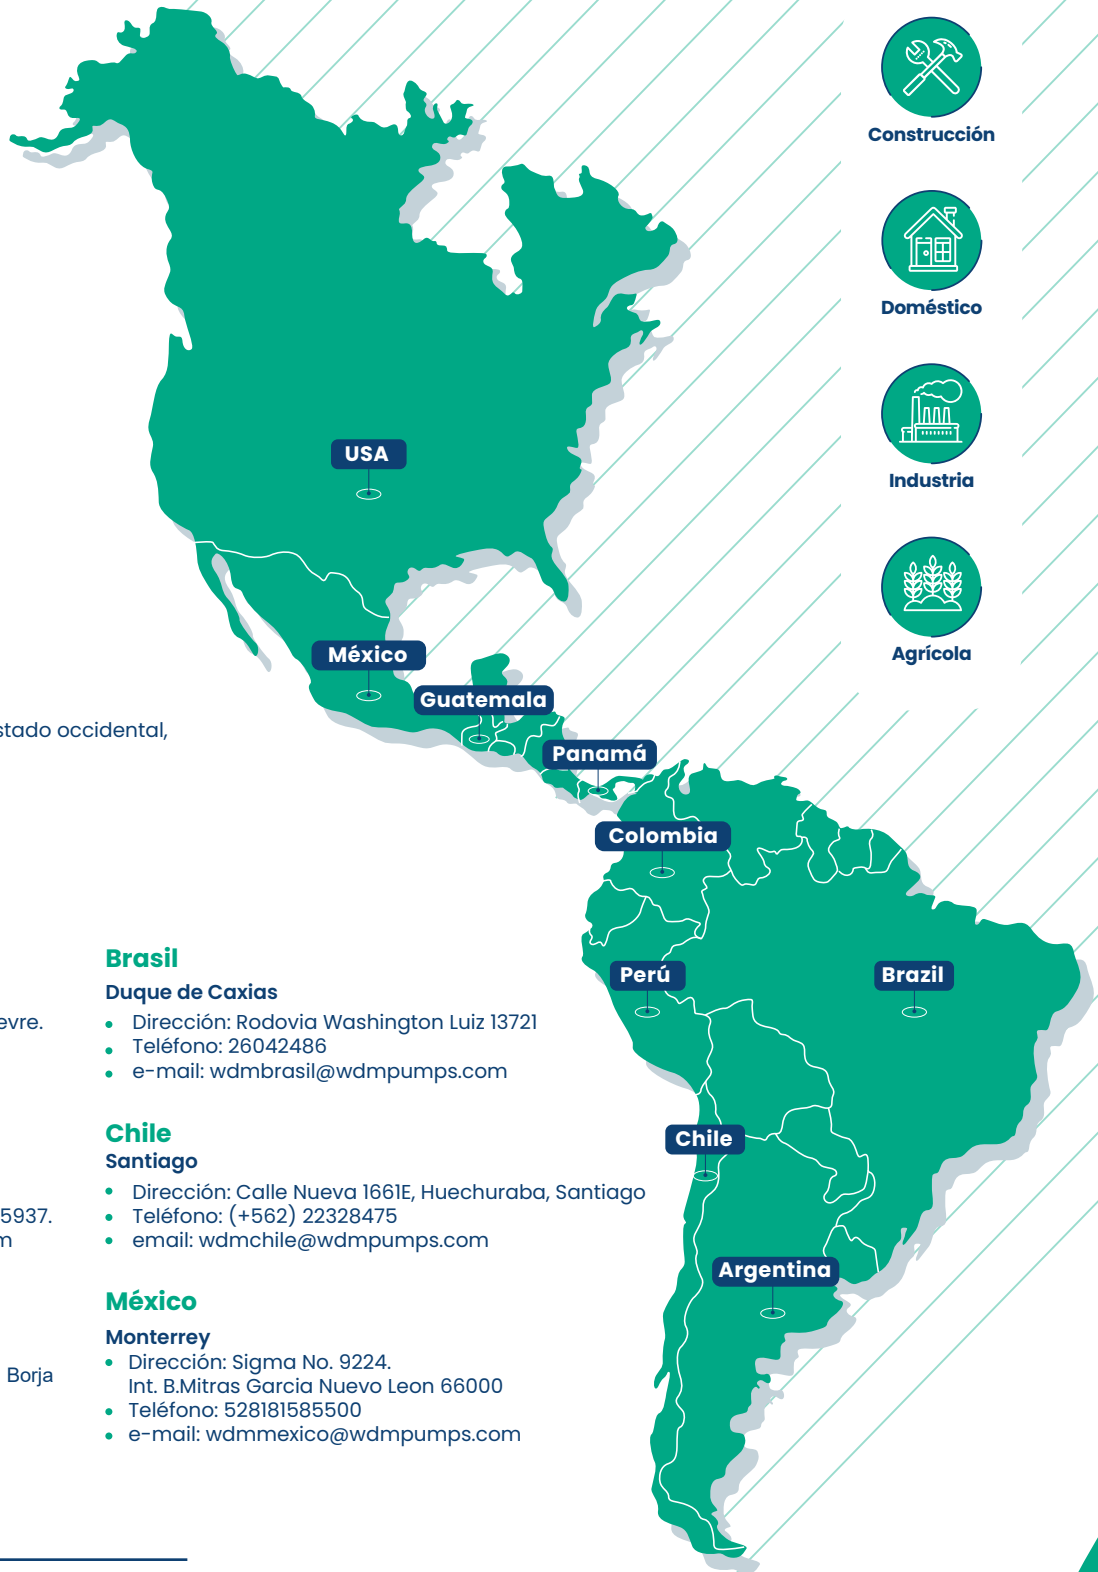 Construcción
Doméstico
Industria
Agrícola
USA
México
Guatemala
Panamá
Colombia
Perú
Brazil
Chile
Argentina
stado occidental,
evre.
5937.
m
Borja
Brasil
Duque de Caxias
Dirección: Rodovia Washington Luiz 13721
Teléfono: 26042486
e-mail: wdmbrasil@wdmpumps.com
Chile
Santiago
Dirección: Calle Nueva 1661E, Huechuraba, Santiago
Teléfono: (+562) 22328475
email: wdmchile@wdmpumps.com
México
Monterrey
Dirección: Sigma No. 9224.
Int. B.Mitras Garcia Nuevo Leon 66000
Teléfono: 528181585500
e-mail: wdmmexico@wdmpumps.com